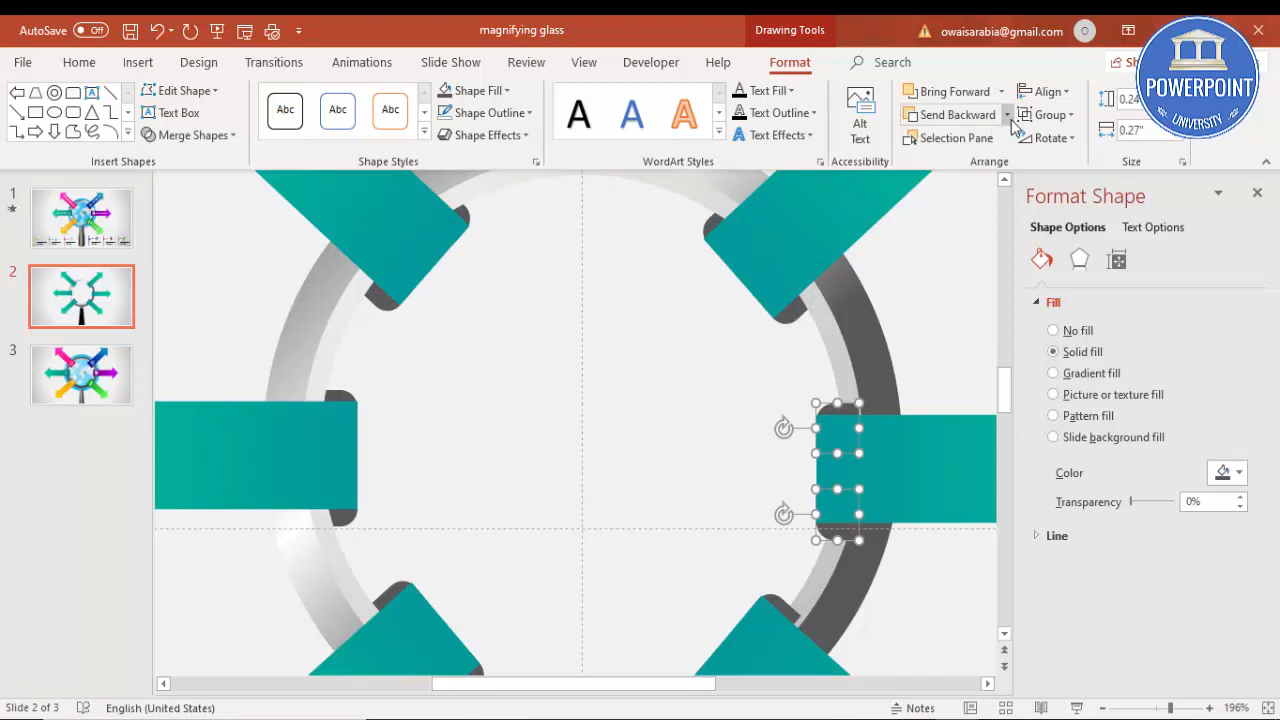 AutoSave Off
magnifying glass
Drawing Tools
owaisarabia@gmail.com
O
File Home Insert Design Transitions Animations Slide Show Review View Developer Help Format Search
Edit Shape
Text Box
Merge Shapes
Insert Shapes
Abc Abc Abc
Shape Fill
Shape Outline
Shape Effects
Shape Styles
A A A
Text Fill
Text Outline
Text Effects
WordArt Styles
Alt
Text
Accessibility
Bring Forward
Send Backward
Selection Pane
Align
Group
Rotate
Arrange
0.24
0.27"
Size
POWERPOINT
UNIVERSITY
1
2
3
Format Shape
Shape Options Text Options
Fill
No fill
Solid fill
Gradient fill
Picture or texture fill
Pattern fill
Slide background fill
Color
Transparency 0%
Line
Slide 2 of 3 English (United States) Notes 196%